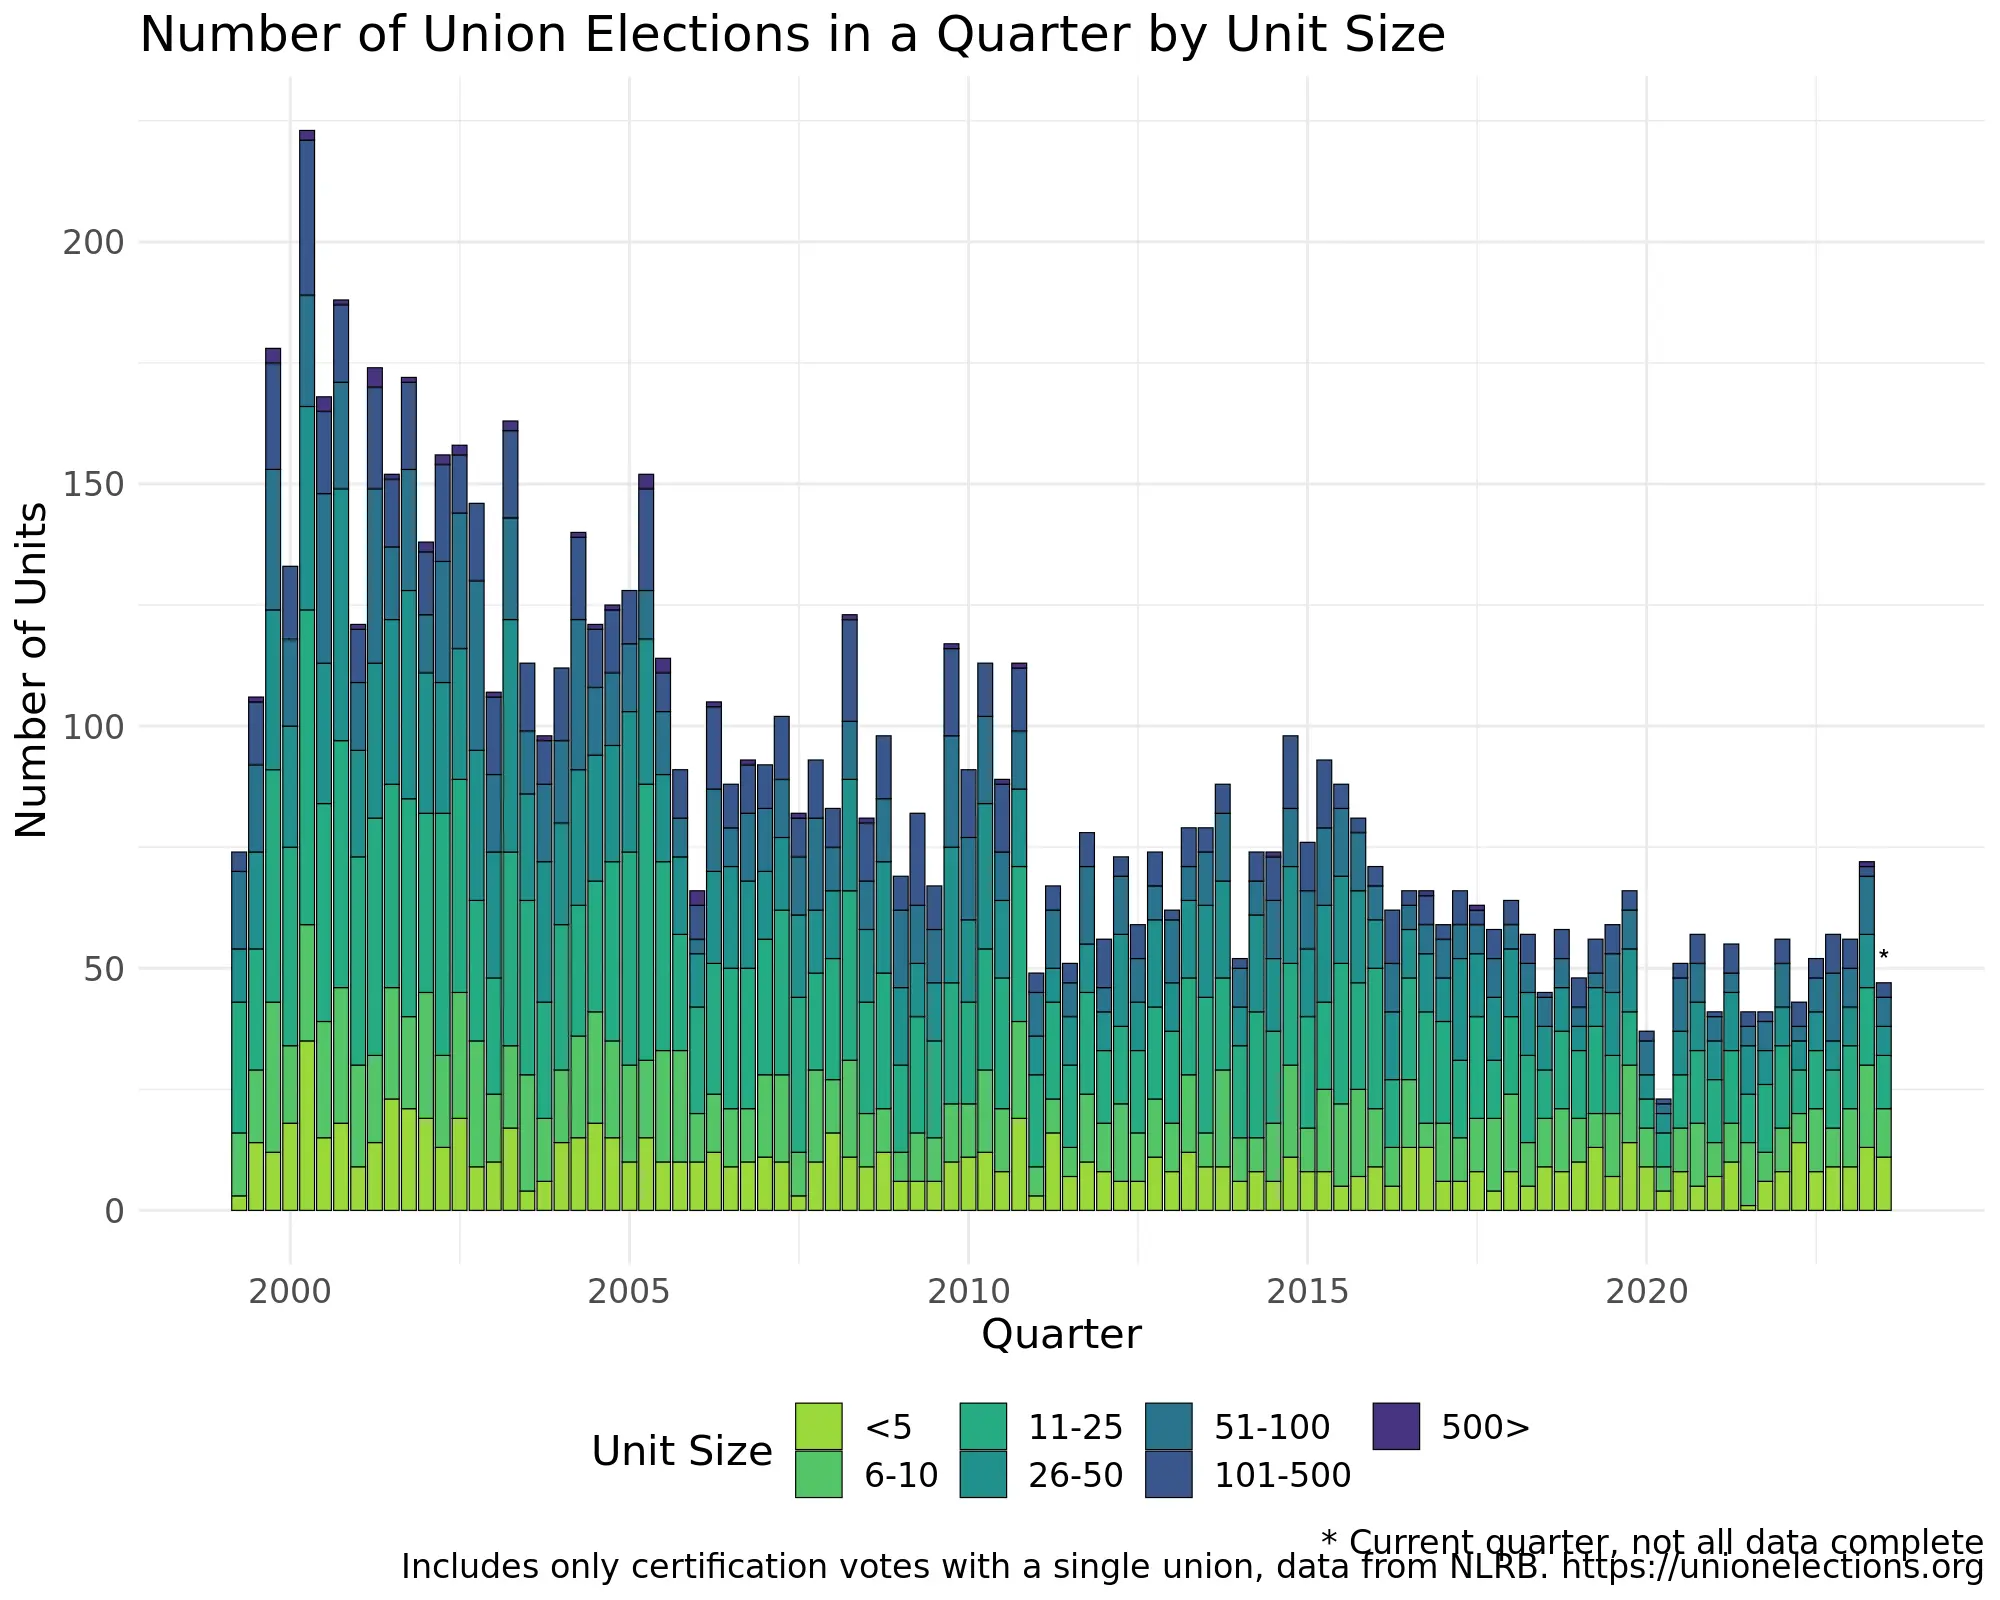 Number of Union Elections in a Quarter by Unit Size
Number of Units
200
150
100
50
0
*
2000 2005 2010 2015 2020
Quarter
Unit Size
<5 11-25 51-100 500>
6-10 26-50 101-500
* Current quarter, not all data complete
Includes only certification votes with a single union, data from NLRB. https://unionelections.org